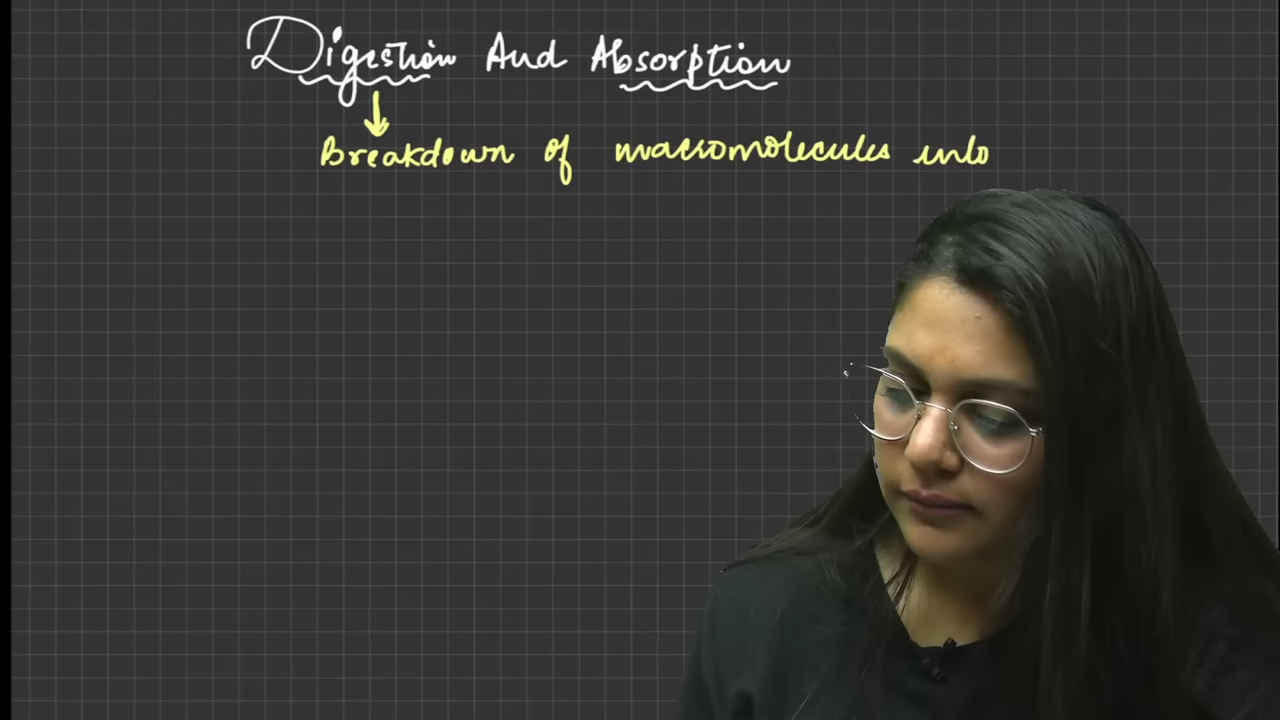 Digestion And Absorption
Breakdown of macromolecules into